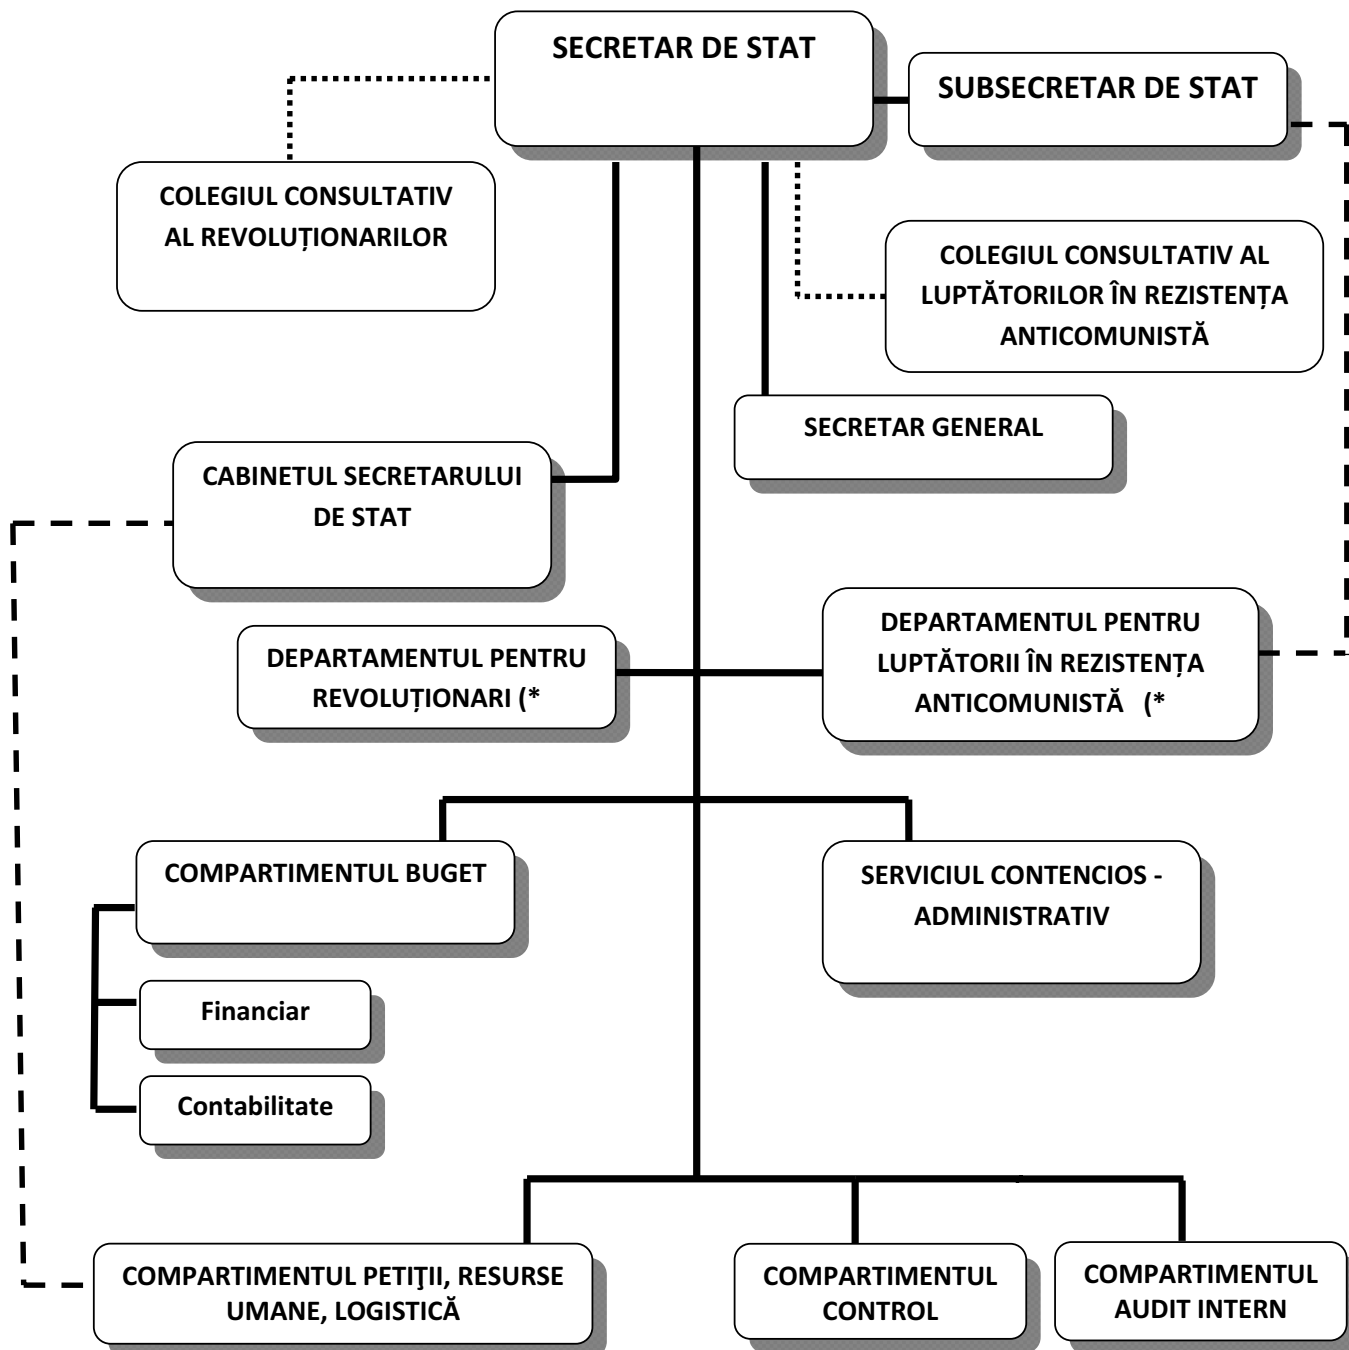 SECRETAR DE STAT
SUBSECRETAR DE STAT
COLEGIUL CONSULTATIV
AL REVOLUȚIONARILOR
COLEGIUL CONSULTATIV AL
LUPTĂTORILOR ÎN REZISTENȚA
ANTICOMUNISTĂ
SECRETAR GENERAL
CABINETUL SECRETARULUI
DE STAT
DEPARTAMENTUL PENTRU
REVOLUȚIONARI (*
DEPARTAMENTUL PENTRU
LUPTĂTORII ÎN REZISTENȚA
ANTICOMUNISTĂ (*
COMPARTIMENTUL BUGET
SERVICIUL CONTENCIOS -
ADMINISTRATIV
Financiar
Contabilitate
COMPARTIMENTUL PETIŢII, RESURSE
UMANE, LOGISTICĂ
COMPARTIMENTUL
CONTROL
COMPARTIMENTUL
AUDIT INTERN